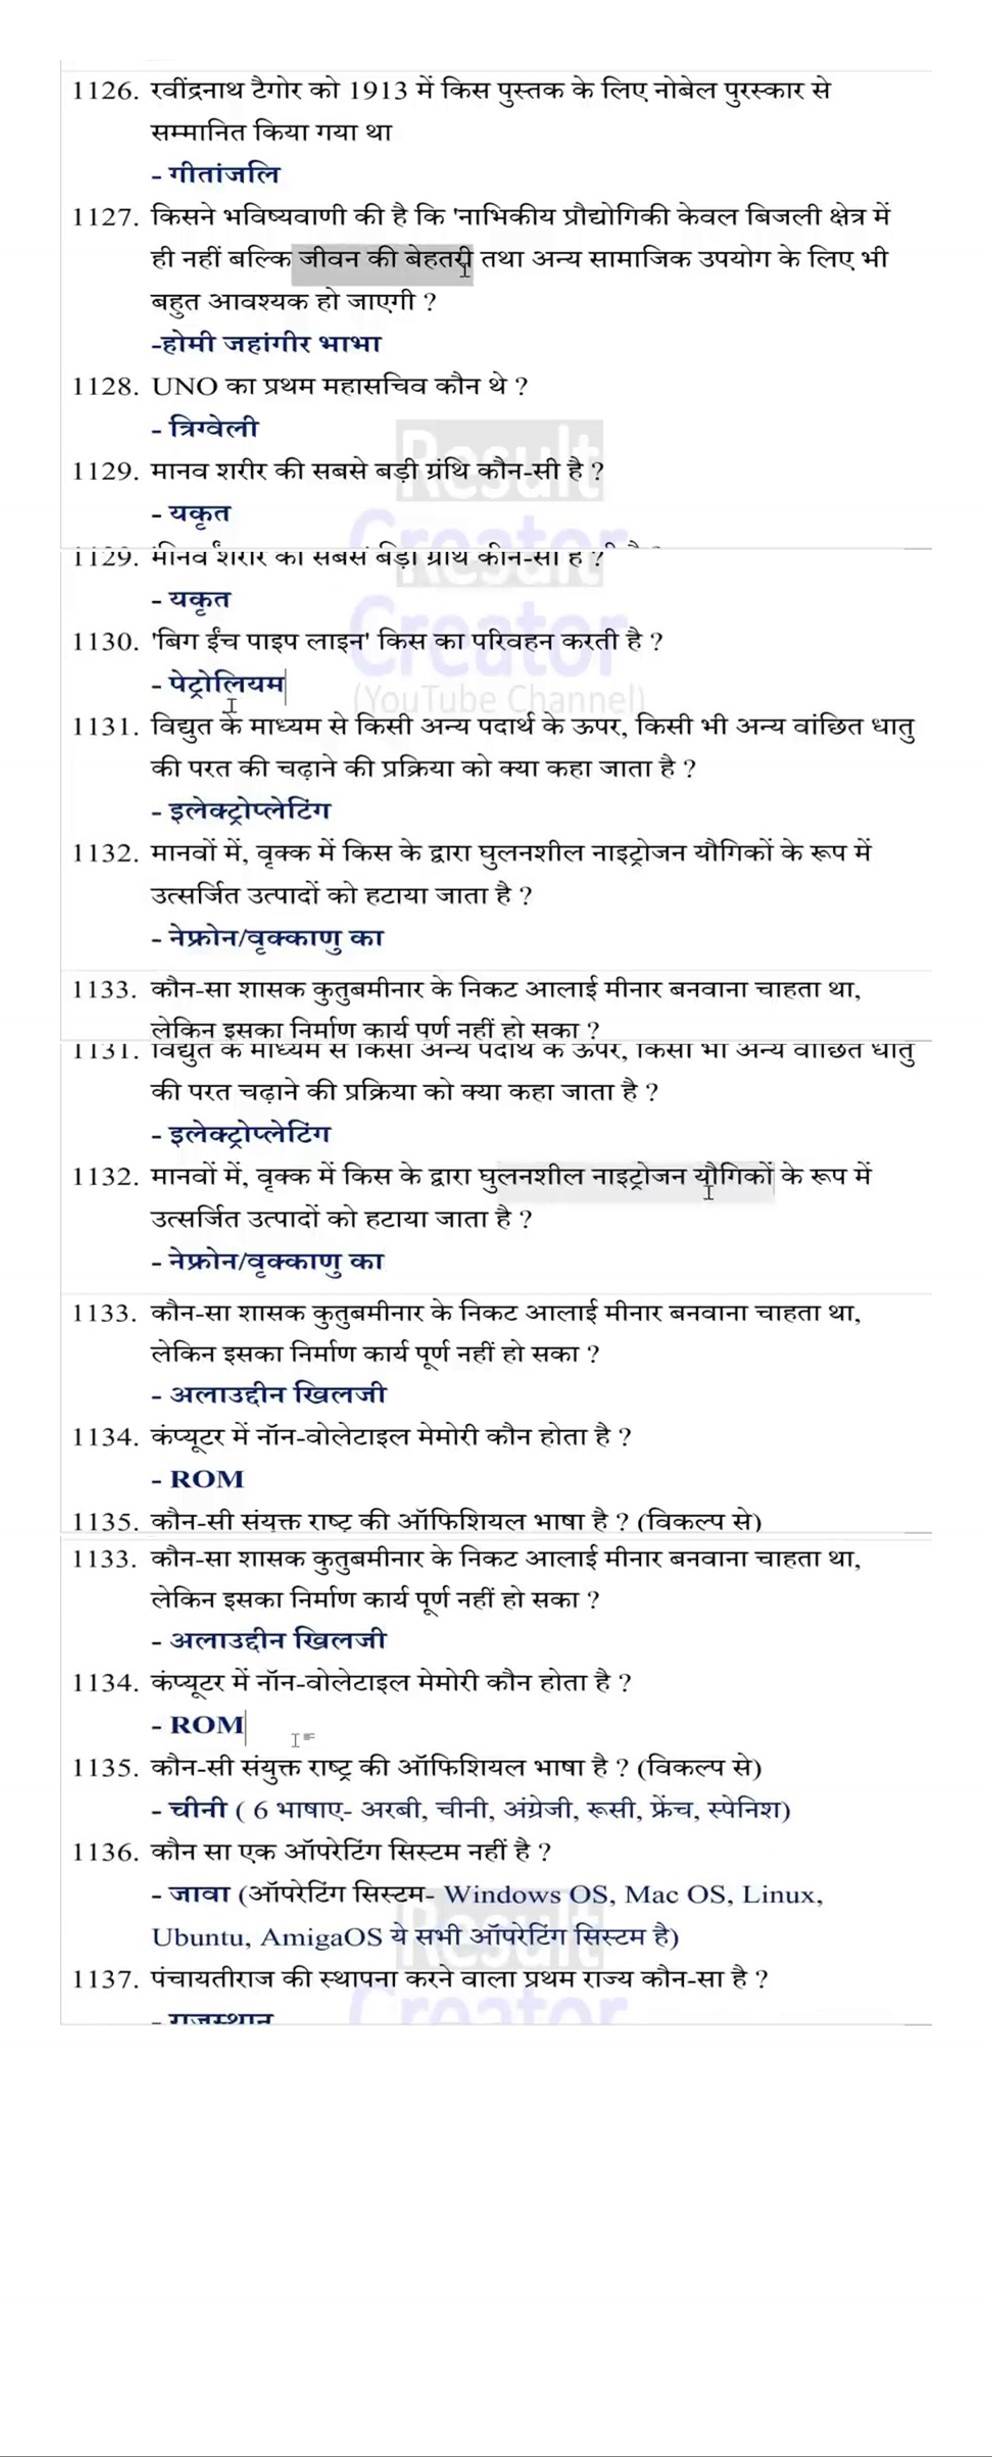 1126. रवींद्रनाथ टैगोर को 1913 में किस पुस्तक के लिए नोबेल पुरस्कार से
सम्मानित किया गया था
- गीतांजलि
1127. किसने भविष्यवाणी की है कि 'नाभिकीय प्रौद्योगिकी केवल बिजली क्षेत्र में
ही नहीं बल्कि जीवन की बेहतरी तथा अन्य सामाजिक उपयोग के लिए भी
बहुत आवश्यक हो जाएगी ?
-होमी जहांगीर भाभा
1128. UNO का प्रथम महासचिव कौन थे ?
- त्रिग्वेली
Result
1129. मानव शरीर की सबसे बड़ी ग्रंथि कौन-सी है ?
- यकृत
Creator
1129. मानव शरीर की सबसे बड़ी ग्रंथि कौन-सी है ?
- यकृत
Creator
1130. 'बिग ईंच पाइप लाइन' किस का परिवहन करती है ?
- पेट्रोलियम
(YouTube Channel)
1131. विद्युत के माध्यम से किसी अन्य पदार्थ के ऊपर, किसी भी अन्य वांछित धातु
की परत की चढ़ाने की प्रक्रिया को क्या कहा जाता है ?
- इलेक्ट्रोप्लेटिंग
1132. मानवों में, वृक्क में किस के द्वारा घुलनशील नाइट्रोजन यौगिकों के रूप में
उत्सर्जित उत्पादों को हटाया जाता है ?
- नेफ्रोन/वृक्काणु का
1133. कौन-सा शासक कुतुबमीनार के निकट आलाई मीनार बनवाना चाहता था,
लेकिन इसका निर्माण कार्य पूर्ण नहीं हो सका ?
1131. विद्युत के माध्यम से किसी अन्य पदार्थ के ऊपर, किसी भी अन्य वांछित धातु
की परत चढ़ाने की प्रक्रिया को क्या कहा जाता है ?
- इलेक्ट्रोप्लेटिंग
1132. मानवों में, वृक्क में किस के द्वारा घुलनशील नाइट्रोजन यौगिकों के रूप में
उत्सर्जित उत्पादों को हटाया जाता है ?
- नेफ्रोन/वृक्काणु का
1133. कौन-सा शासक कुतुबमीनार के निकट आलाई मीनार बनवाना चाहता था,
लेकिन इसका निर्माण कार्य पूर्ण नहीं हो सका ?
- अलाउद्दीन खिलजी
1134. कंप्यूटर में नॉन-वोलेटाइल मेमोरी कौन होता है ?
- ROM
1135. कौन-सी संयुक्त राष्ट्र की ऑफिशियल भाषा है ? (विकल्प से)
1133. कौन-सा शासक कुतुबमीनार के निकट आलाई मीनार बनवाना चाहता था,
लेकिन इसका निर्माण कार्य पूर्ण नहीं हो सका ?
- अलाउद्दीन खिलजी
1134. कंप्यूटर में नॉन-वोलेटाइल मेमोरी कौन होता है ?
- ROM
1135. कौन-सी संयुक्त राष्ट्र की ऑफिशियल भाषा है ? (विकल्प से)
- चीनी ( 6 भाषाए- अरबी, चीनी, अंग्रेजी, रूसी, फ्रेंच, स्पेनिश)
1136. कौन सा एक ऑपरेटिंग सिस्टम नहीं है ?
- जावा (ऑपरेटिंग सिस्टम- Windows OS, Mac OS, Linux,
Result
Ubuntu, AmigaOS ये सभी ऑपरेटिंग सिस्टम है)
1137. पंचायतीराज की स्थापना करने वाला प्रथम राज्य कौन-सा है ?
- राजस्थान
Creator